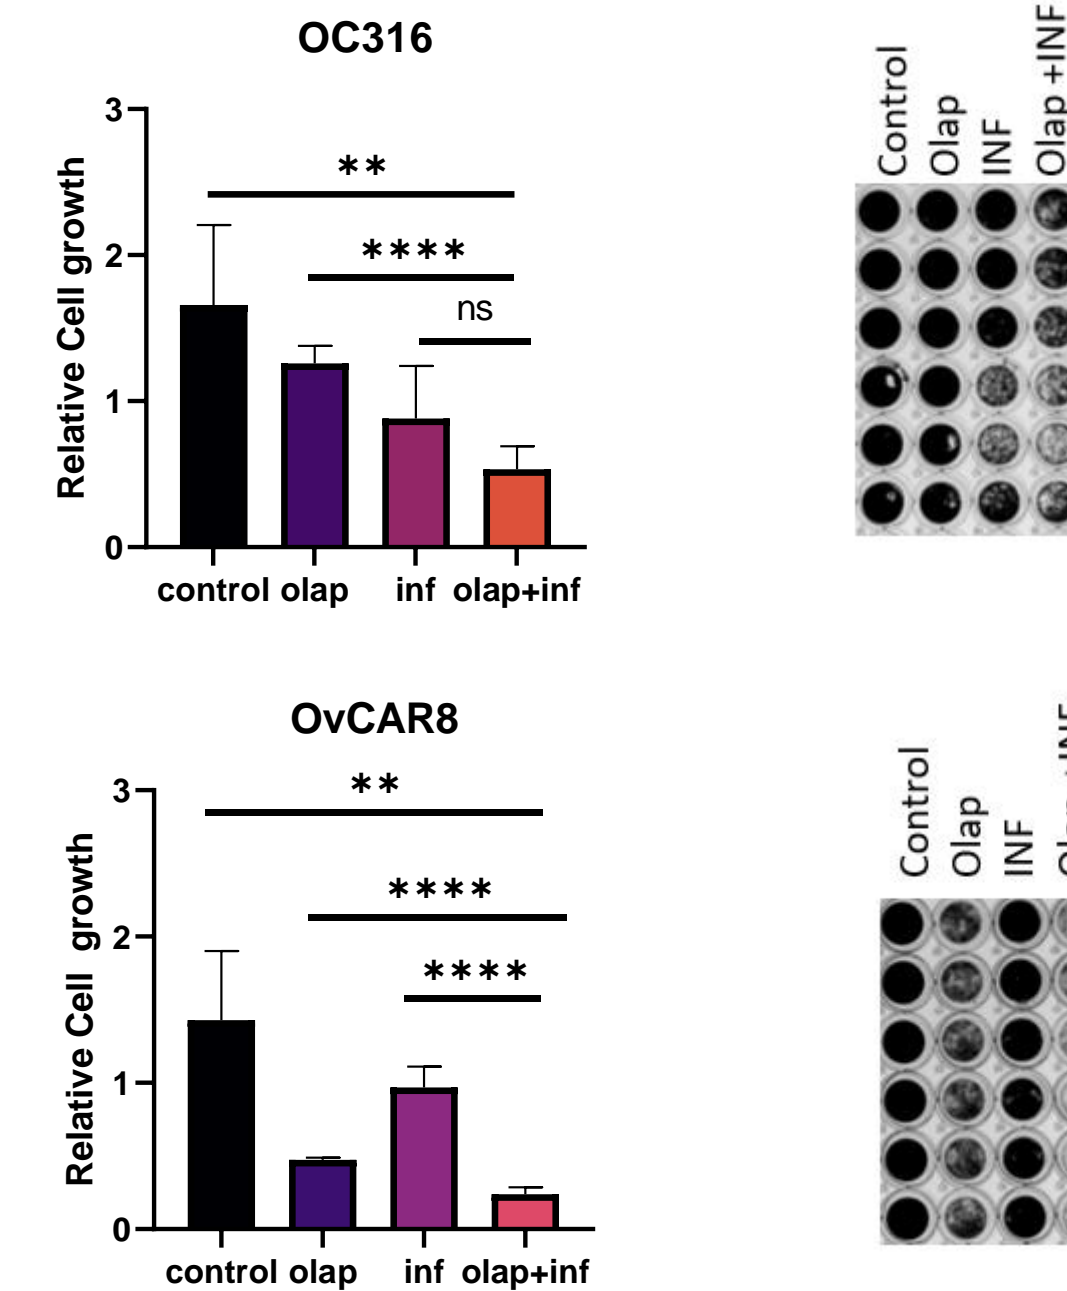 OC316
Relative Cell growth
3
2
1
0
**
****
ns
control olap inf olap+inf
Control
Olap
INF
Olap +INF
OvCAR8
Relative Cell growth
3
2
1
0
**
****
****
control olap inf olap+inf
Control
Olap
INF